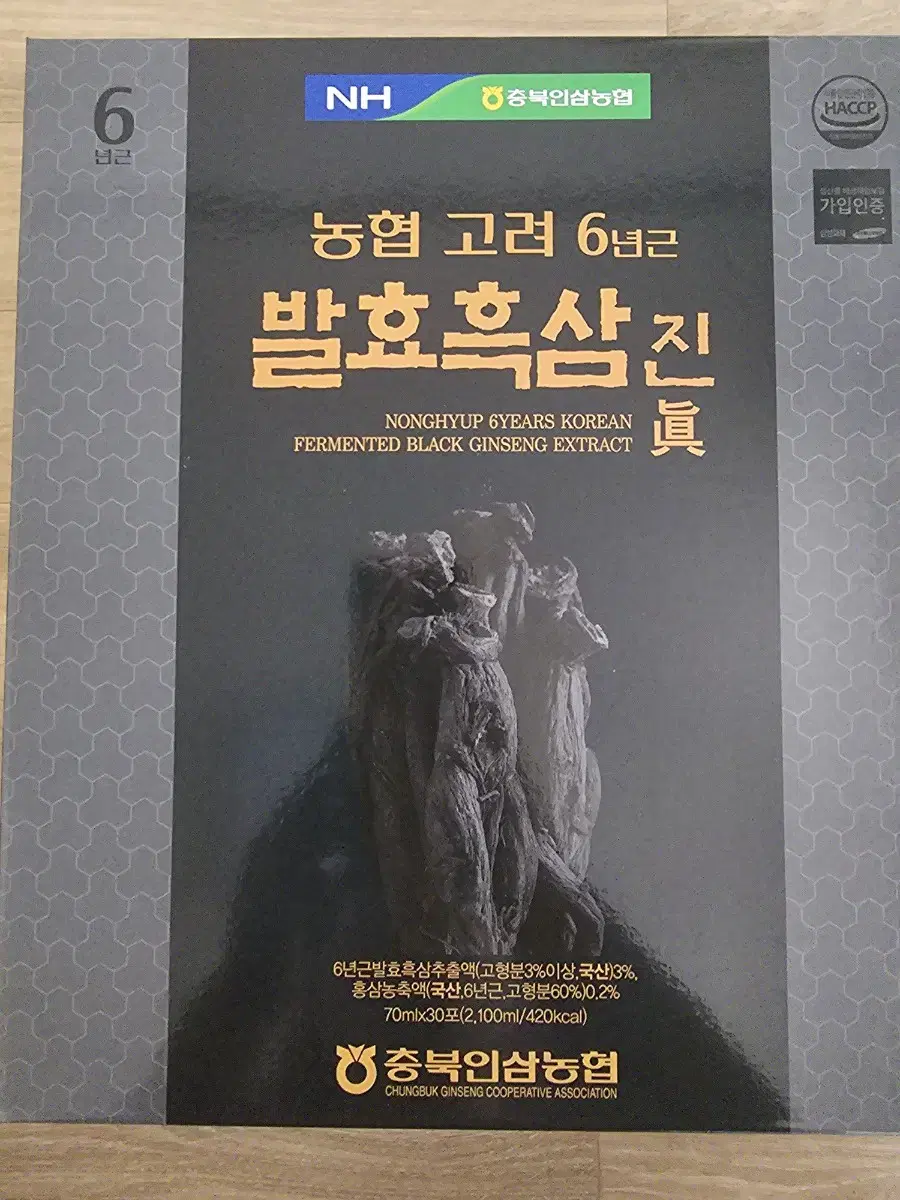 NH 충북인삼농협
6
년근
HACCP
가입인증
농협 고려 6년근
발효흑삼 진
眞
NONGHYUP 6YEARS KOREAN
FERMENTED BLACK GINSENG EXTRACT
6년근발효흑삼추출액(고형분3%이상,국산)3%,
홍삼농축액(국산,6년근,고형분60%)0.2%
70mlx30포(2,100ml/420kcal)
충북인삼농협
CHUNGBUK GINSENG COOPERATIVE ASSOCIATION